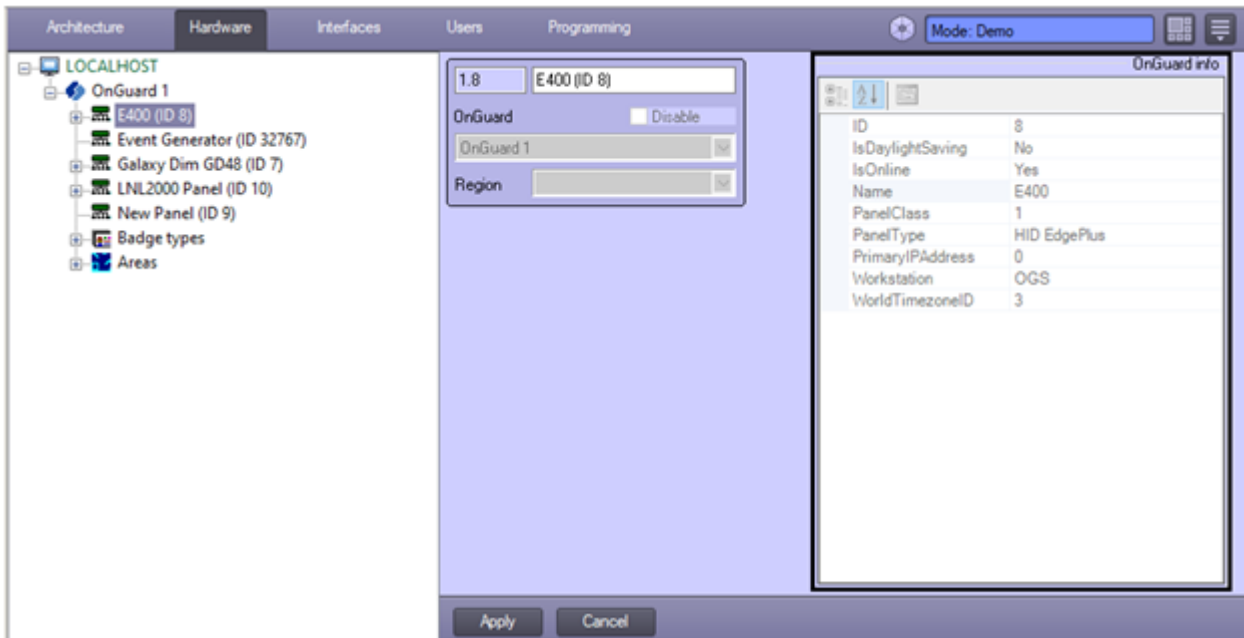 Architecture Hardware Interfaces Users Programming Mode: Demo
LOCALHOST
OnGuard 1
E400 (ID 8)
Event Generator (ID 32767)
Galaxy Dim GD48 (ID 7)
LNL2000 Panel (ID 10)
New Panel (ID 9)
Badge types
Areas
1.8 E400 (ID 8)
OnGuard Disable
OnGuard 1
Region
OnGuard info
ID 8
IsDaylightSaving No
IsOnline Yes
Name E400
PanelClass 1
PanelType HID EdgePlus
PrimaryIPAddress 0
Workstation OGS
WorldTimezoneID 3
Apply Cancel